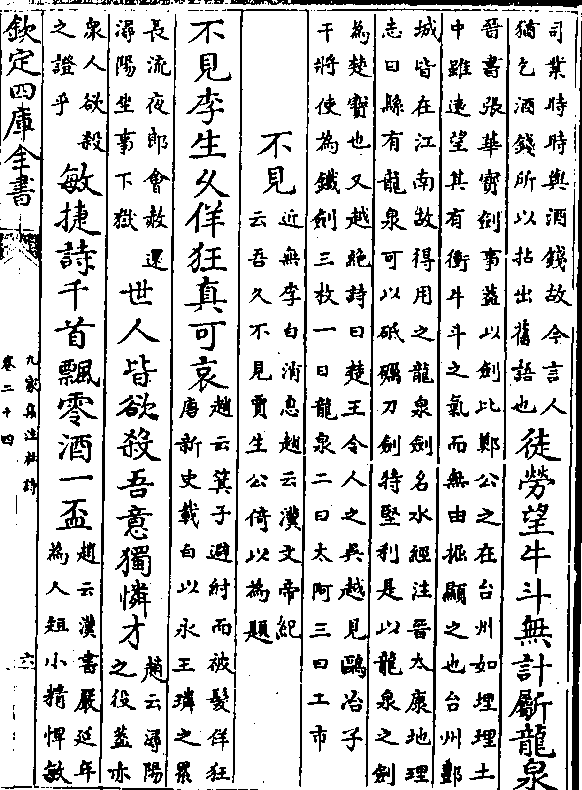 司業時時與酒錢故今言人
猶乞酒錢所以拈出舊語也
徒勞望牛斗無計斸龍泉
晉書張華寶劍事蓋以劍比鄭公之在台州如埋埋土
中雖速望其有衝牛斗之氣而無由掘顯之也台州鄭
城皆在江南故得用之龍泉劍名水經注晉太康地理
志曰縣有龍泉可以砥礪刀劍特堅利是以龍泉之劍
為楚寶也又越絕詩曰楚王令人之吳越見鷗冶子
干將使為鐵劍三枚一曰龍泉二曰太阿三曰工市
不見
近無李白消息趙云漢文帝紀
云吾久不見賈生公倚以為題
不見李生久佯狂真可哀
趙云箕子避紂而被髮佯狂
唐新史載白以永王璘之累
長流夜郎會赦還
潯陽坐事下獄
世人皆欲殺吾意獨憐才
趙云潯陽
之役蓋亦
衆人欲殺
之證乎
敏捷詩千首飄零酒一盃
趙云漢書嚴延年
為人短小精悍敏
欽定四庫全書
九家集注杜詩
卷二十四
六